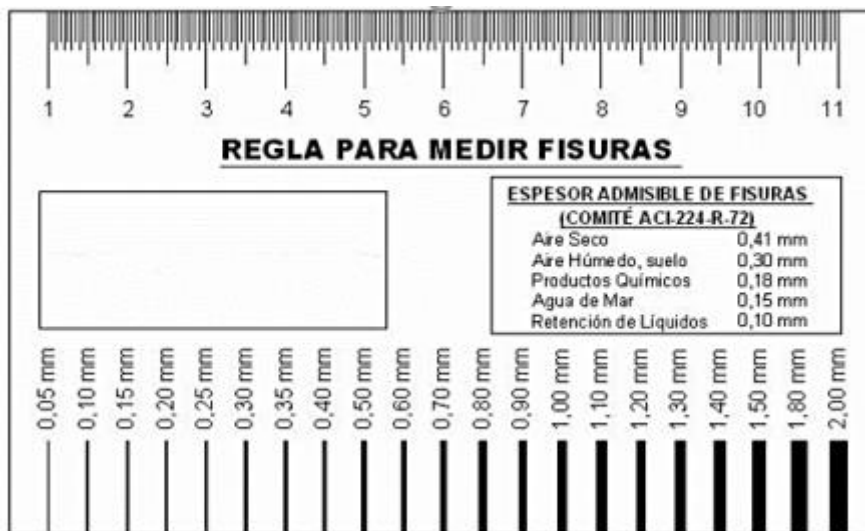 1 2 3 4 5 6 7 8 9 10 11
REGLA PARA MEDIR FISURAS
ESPESOR ADMISIBLE DE FISURAS
(COMITÉ ACI-224-R-72)
Aire Seco 0,41 mm
Aire Húmedo, suelo 0,30 mm
Productos Químicos 0,18 mm
Agua de Mar 0,15 mm
Retención de Líquidos 0,10 mm
0,05 mm
0,10 mm
0,15 mm
0,20 mm
0,25 mm
0,30 mm
0,35 mm
0,40 mm
0,50 mm
0,60 mm
0,70 mm
0,80 mm
0,90 mm
1,00 mm
1,10 mm
1,20 mm
1,30 mm
1,40 mm
1,50 mm
1,80 mm
2,00 mm